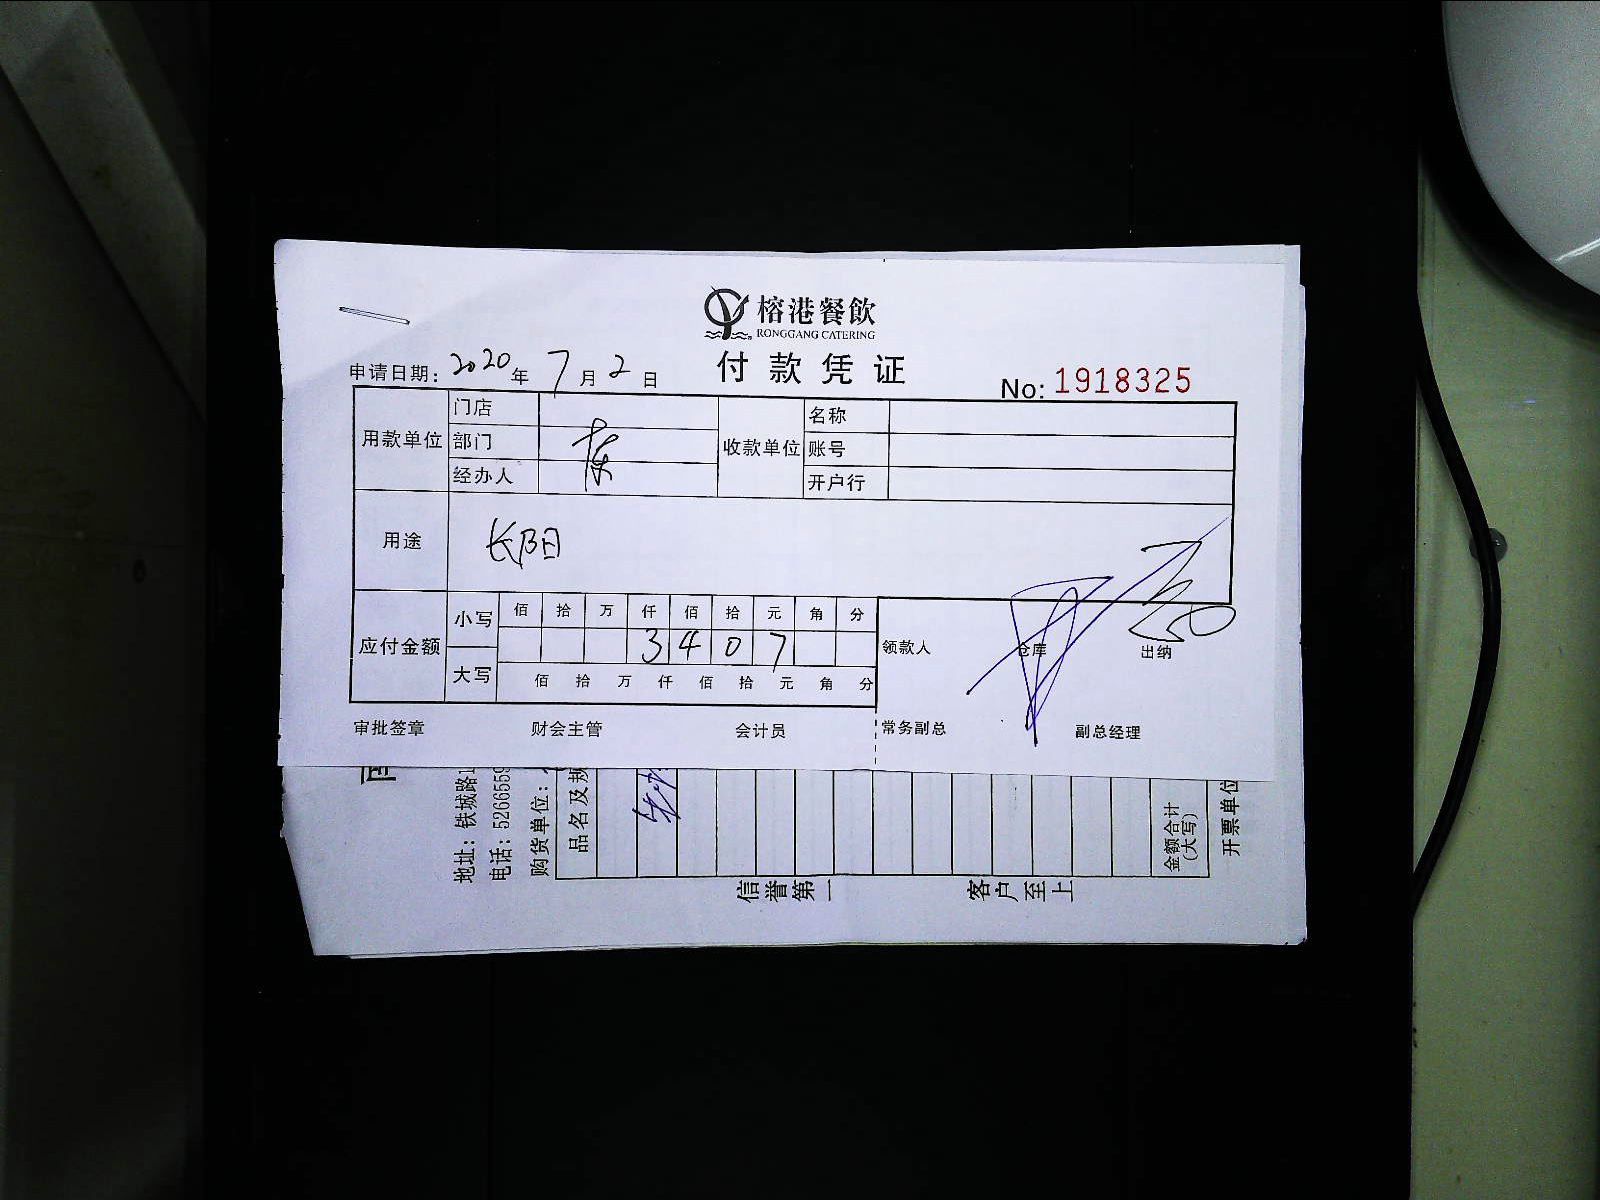 榕港餐飲
RONGGANG CATERING
付款凭证
申请日期: 2020 年 7 月 2 日
No: 1918325
用款单位 门店 收款单位 名称
部门 账号
经办人 开户行
用途 长阳
应付金额 小写 佰 拾 万 仟 佰 拾 元 角 分
3 4 0 7
大写 佰 拾 万 仟 佰 拾 元 角 分
领款人 仓库 出纳
审批签章 财会主管 会计员 常务副总 副总经理
地址: 铁城路
电话: 5266559
购货单位:
品名及规
金额合计
(大写)
开票单位
信誉第一 客户至上